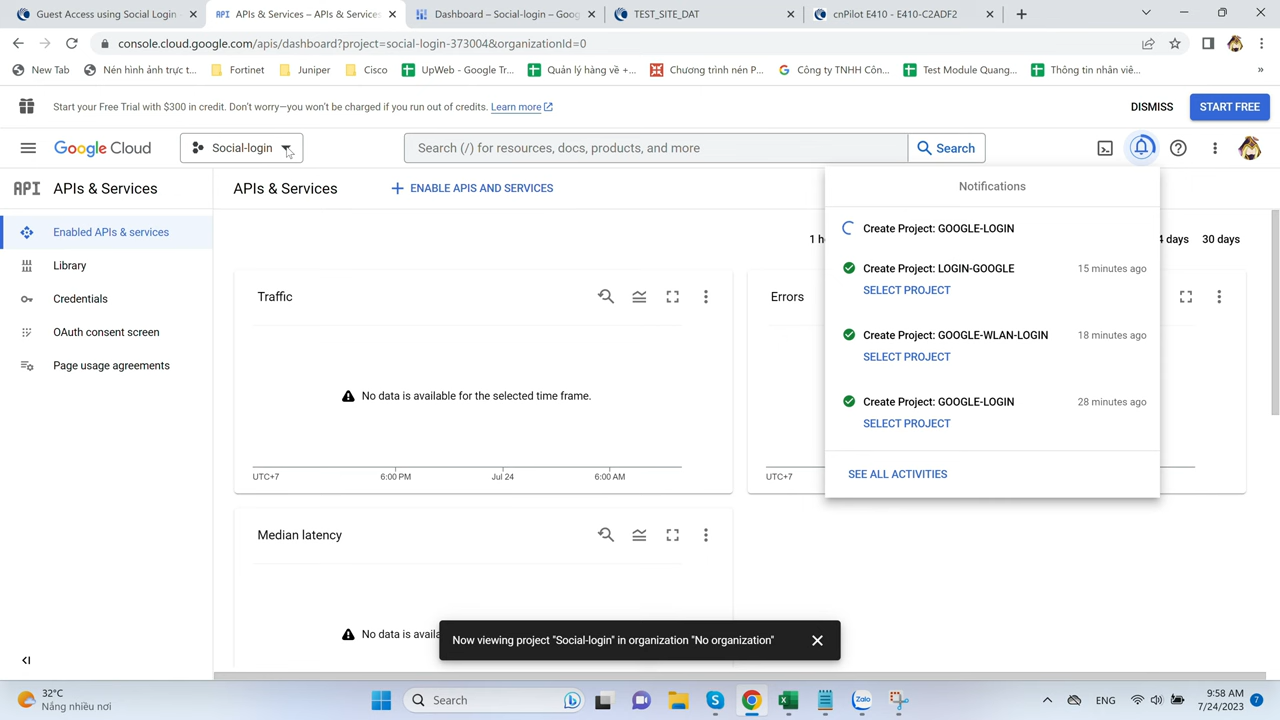 Guest Access using Social Login
APIs & Services – APIs & Service
Dashboard – Social-login – Goog
TEST_SITE_DAT
cnPilot E410 - E410-C2ADF2
console.cloud.google.com/apis/dashboard?project=social-login-373004&organizationId=0
New Tab
Nén hình ảnh trực t...
Fortinet
Juniper
Cisco
UpWeb - Google Tr...
Quản lý hàng về +...
Chương trình nén P...
Công ty TNHH Côn...
Test Module Quang...
Thông tin nhân viê...
»
Start your Free Trial with $300 in credit. Don't worry—you won't be charged if you run out of credits. Learn more
DISMISS
START FREE
Google Cloud
Social-login
Search (/) for resources, docs, products, and more
Search
API APIs & Services
APIs & Services
ENABLE APIS AND SERVICES
Notifications
Enabled APIs & services
Library
Credentials
OAuth consent screen
Page usage agreements
1 h
4 days
30 days
Create Project: GOOGLE-LOGIN
Create Project: LOGIN-GOOGLE
15 minutes ago
SELECT PROJECT
Create Project: GOOGLE-WLAN-LOGIN
18 minutes ago
SELECT PROJECT
Create Project: GOOGLE-LOGIN
28 minutes ago
SELECT PROJECT
SEE ALL ACTIVITIES
Traffic
No data is available for the selected time frame.
UTC+7
6:00 PM
Jul 24
6:00 AM
Errors
UTC+7
Median latency
No data is availa
Now viewing project "Social-login" in organization "No organization"
32°C
Nắng nhiều nơi
Search
Zalo
ENG
9:58 AM
7/24/2023
7